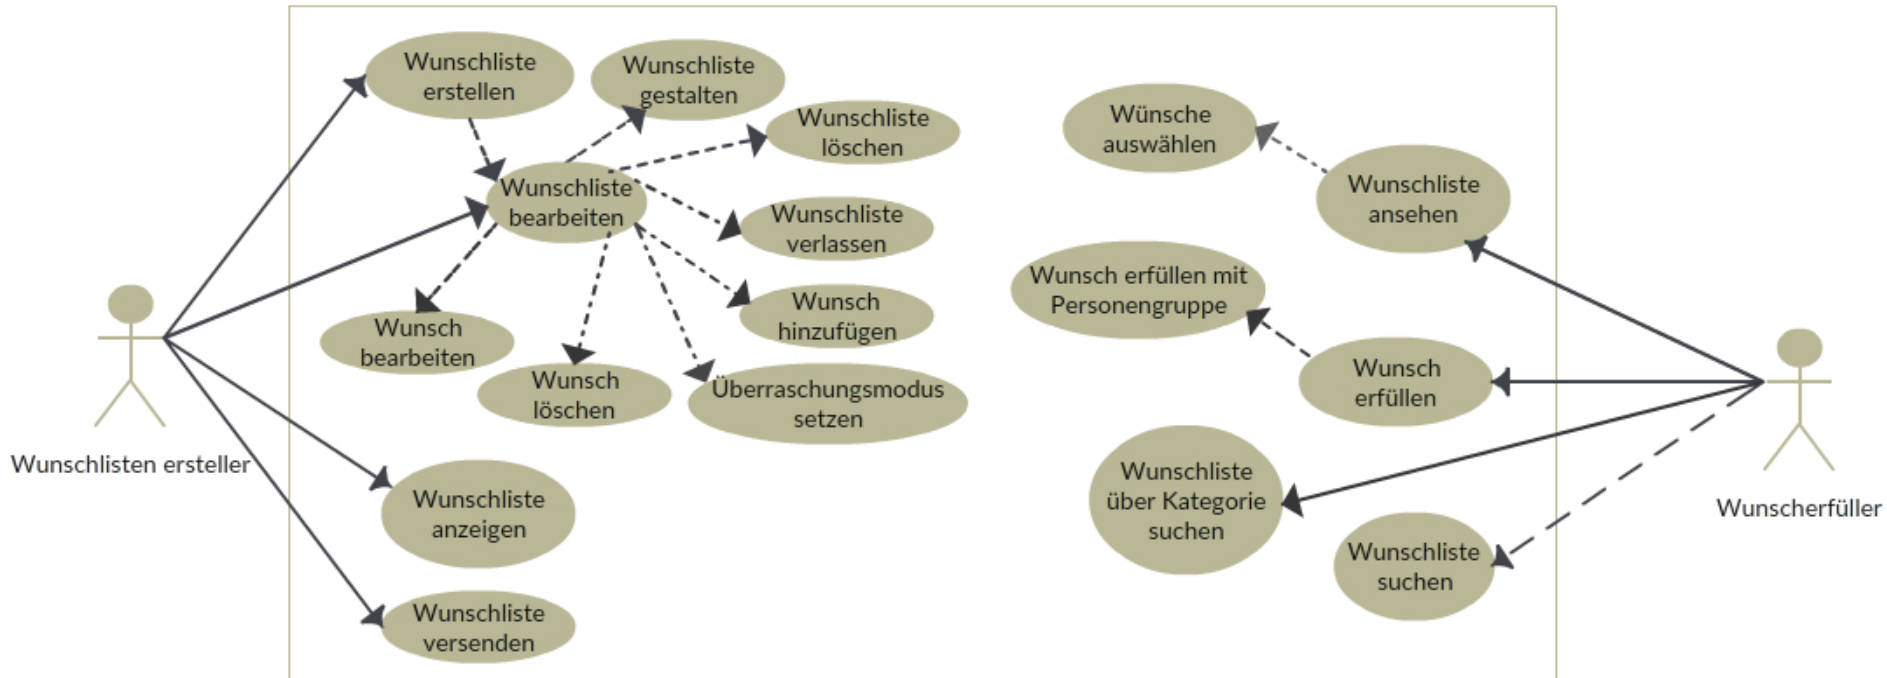 Wunschliste
erstellen
Wunschliste
gestalten
Wunschliste
löschen
Wunschliste
bearbeiten
Wunschliste
verlassen
Wunsch
hinzufügen
Wunsch
bearbeiten
Wunsch
löschen
Überraschungsmodus
setzen
Wunschlisten ersteller
Wunschliste
anzeigen
Wunschliste
versenden
Wünsche
auswählen
Wunschliste
ansehen
Wunsch erfüllen mit
Personengruppe
Wunsch
erfüllen
Wunschliste
über Kategorie
suchen
Wunschliste
suchen
Wunscherfüller